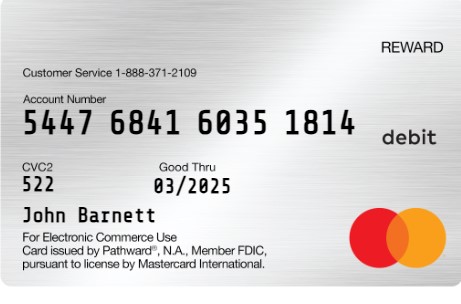 REWARD
Customer Service 1-888-371-2109
Account Number
5447 6841 6035 1814
debit
CVC2 Good Thru
522 03/2025
John Barnett
For Electronic Commerce Use
Card issued by Pathward®, N.A., Member FDIC,
pursuant to license by Mastercard International.